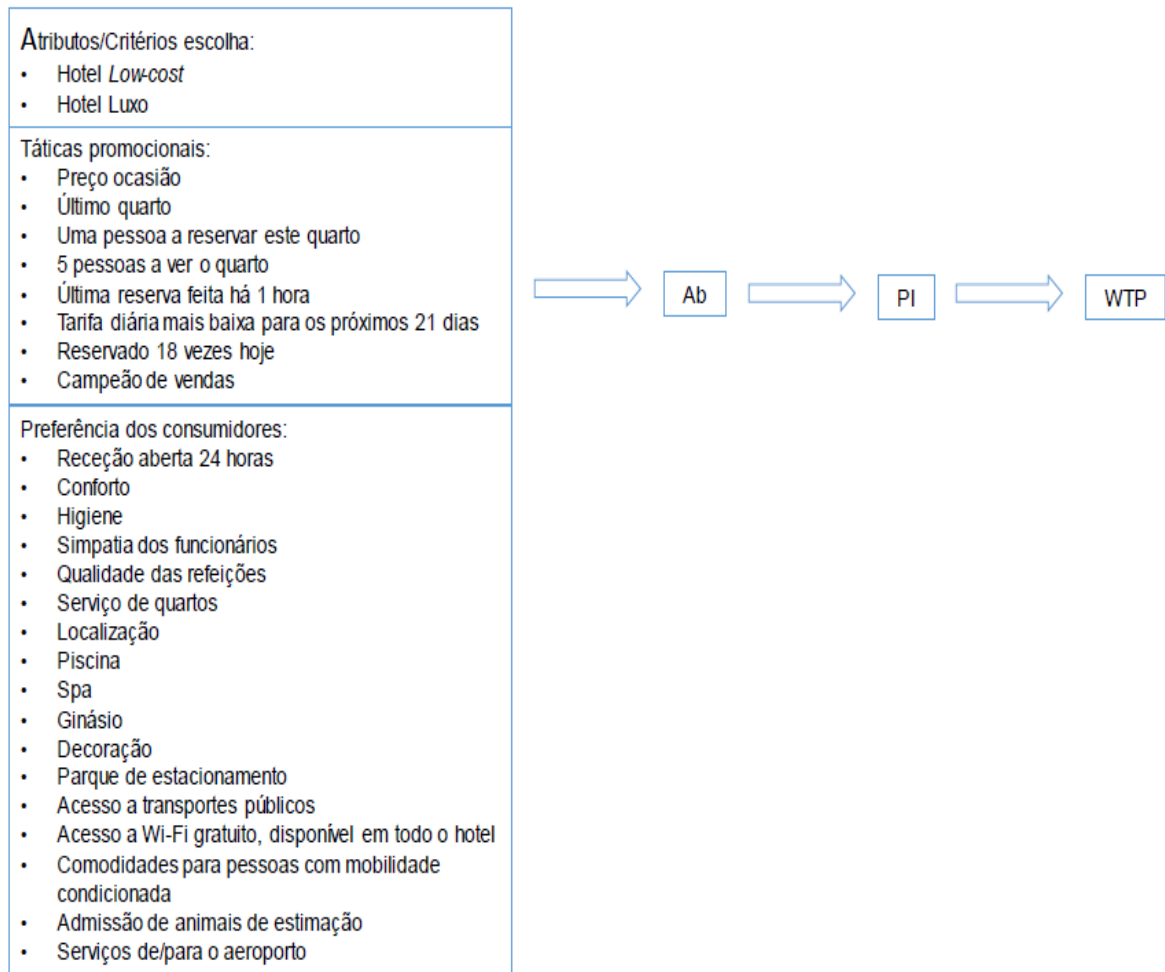 Atributos/Critérios escolha:
• Hotel Low-cost
• Hotel Luxo
Táticas promocionais:
• Preço ocasião
• Último quarto
• Uma pessoa a reservar este quarto
• 5 pessoas a ver o quarto
• Última reserva feita há 1 hora
• Tarifa diária mais baixa para os próximos 21 dias
• Reservado 18 vezes hoje
• Campeão de vendas
Preferência dos consumidores:
• Receção aberta 24 horas
• Conforto
• Higiene
• Simpatia dos funcionários
• Qualidade das refeições
• Serviço de quartos
• Localização
• Piscina
• Spa
• Ginásio
• Decoração
• Parque de estacionamento
• Acesso a transportes públicos
• Acesso a Wi-Fi gratuito, disponível em todo o hotel
• Comodidades para pessoas com mobilidade
condicionada
• Admissão de animais de estimação
• Serviços de/para o aeroporto
Ab
PI
WTP